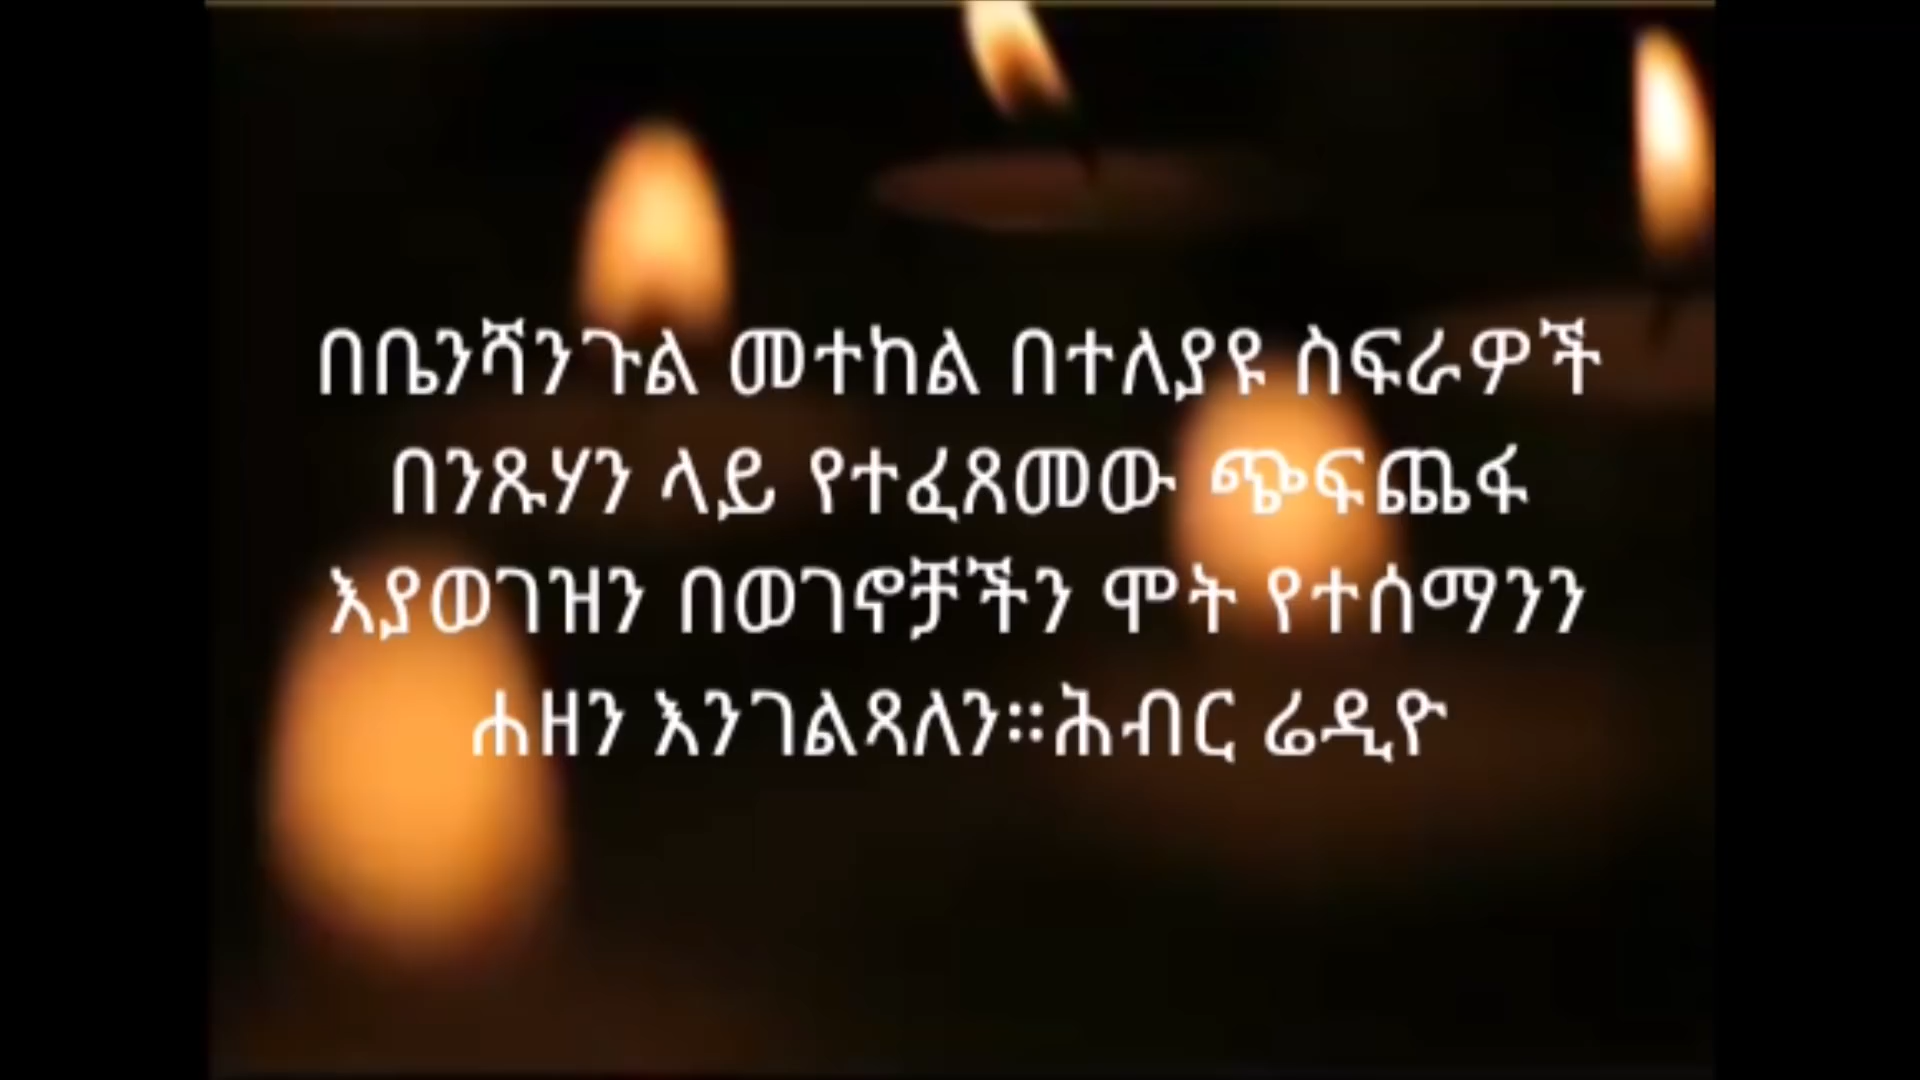 በቤንሻንጉል መተከል በተለያዩ ስፍራዎች
በንጹሃን ላይ የተፈጸመው ጭፍጨፋ
እያወገዝን በወገኖቻችን ሞት የተሰማንን
ሐዘን እንገልጻለን።ሕብር ሬዲዮ